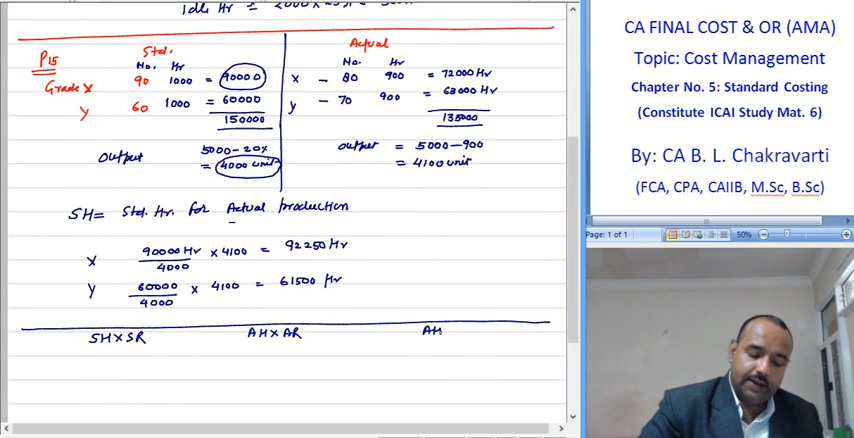 Idle Hr = 2000 x
P15
Std.
No. Hr
Grade X 90 1000 = 90000
Y 60 1000 = 60000
150000
Output 5000-20%
= 4000 unit
Actual
No. Hr
X - 80 900 = 72000 Hr
Y - 70 900 = 63000 Hr
135000
Output = 5000-900
= 4100 unit
SH = Std. Hr. for Actual production
X 90000 Hr / 4000 x 4100 = 92250 Hr
Y 60000 / 4000 x 4100 = 61500 Hr
SH X SR AH X AR AH
CA FINAL COST & OR (AMA)
Topic: Cost Management
Chapter No. 5: Standard Costing
(Constitute ICAI Study Mat. 6)
By: CA B. L. Chakravarti
(FCA, CPA, CAIIB, M.Sc, B.Sc)
Page: 1 of 1 50%